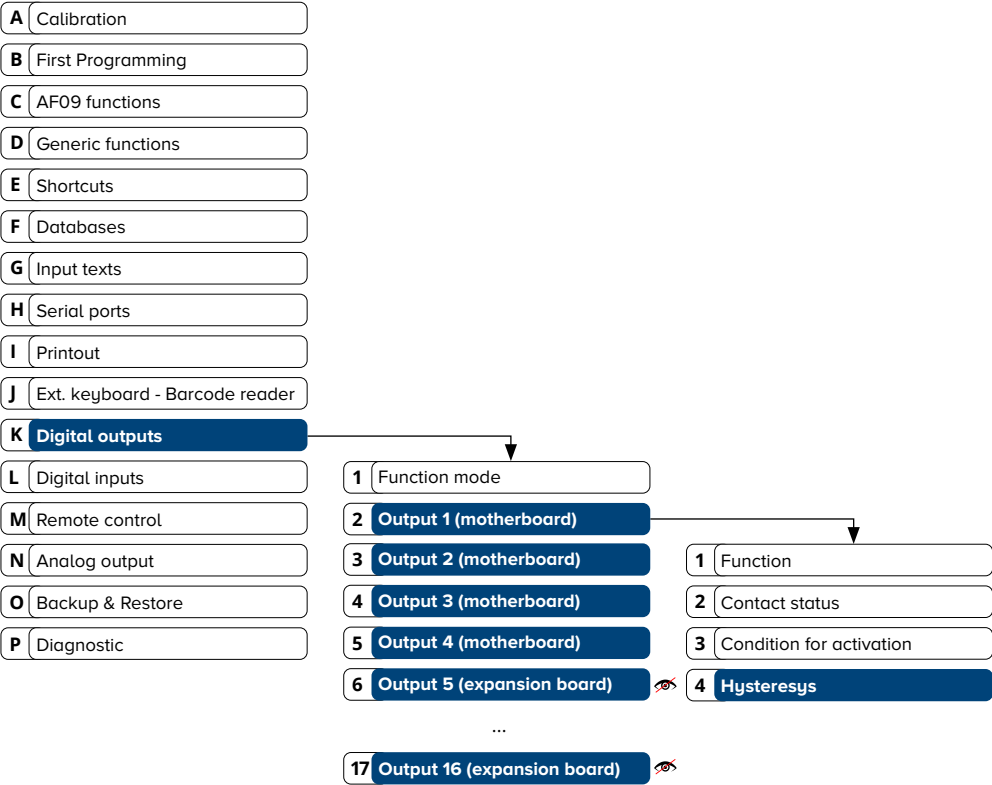 A Calibration
B First Programming
C AF09 functions
D Generic functions
E Shortcuts
F Databases
G Input texts
H Serial ports
I Printout
J Ext. keyboard - Barcode reader
K Digital outputs
L Digital inputs
M Remote control
N Analog output
O Backup & Restore
P Diagnostic
1 Function mode
2 Output 1 (motherboard)
3 Output 2 (motherboard)
4 Output 3 (motherboard)
5 Output 4 (motherboard)
6 Output 5 (expansion board)
...
17 Output 16 (expansion board)
1 Function
2 Contact status
3 Condition for activation
4 Hysteresys